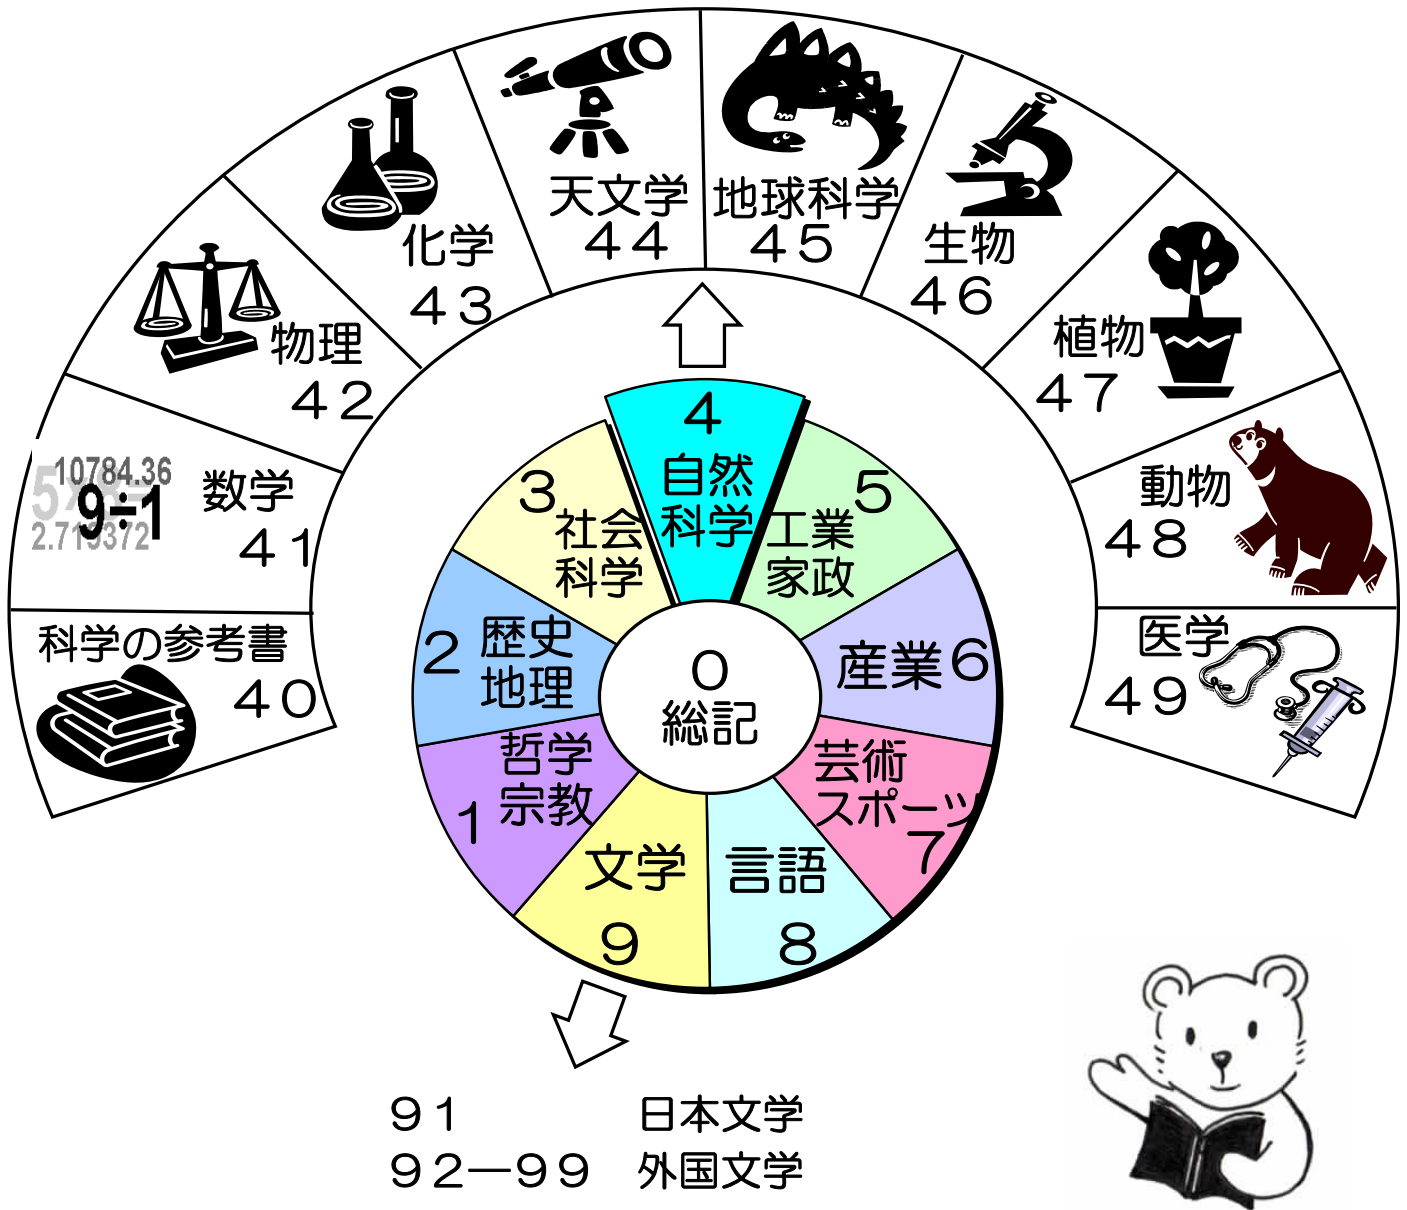 科学の参考書
４０
10784.36
5
9÷1
2.719372
数学
４１
物理
４２
化学
４３
天文学
４４
地球科学
４５
生物
４６
植物
４７
動物
４８
医学
４９
４
自然
科学
５
工業
家政
産業６
芸術
スポーツ
７
言語
８
文学
９
哲学
宗教
１
２
歴史
地理
３
社会
科学
０
総記
９１　日本文学
９２－９９　外国文学